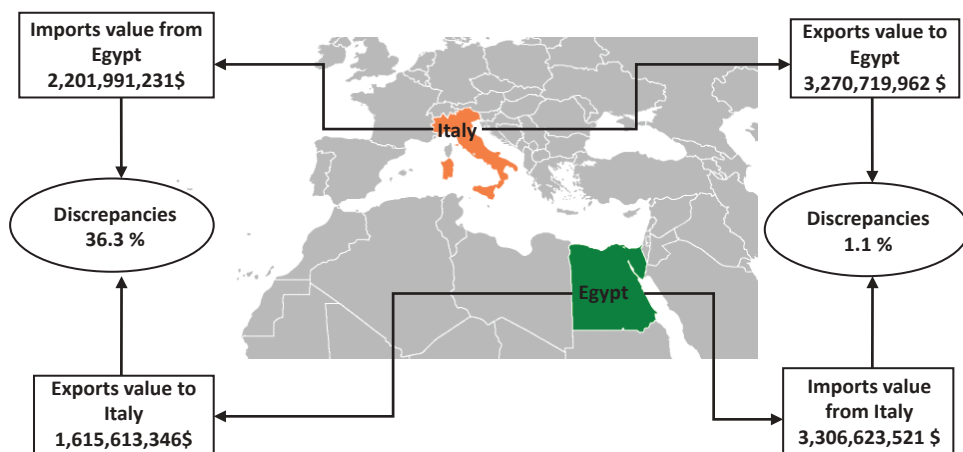 Imports value from
Egypt
2,201,991,231$
Exports value to
Egypt
3,270,719,962 $
Italy
Discrepancies
36.3 %
Discrepancies
1.1 %
Egypt
Exports value to
Italy
1,615,613,346$
Imports value
from Italy
3,306,623,521 $